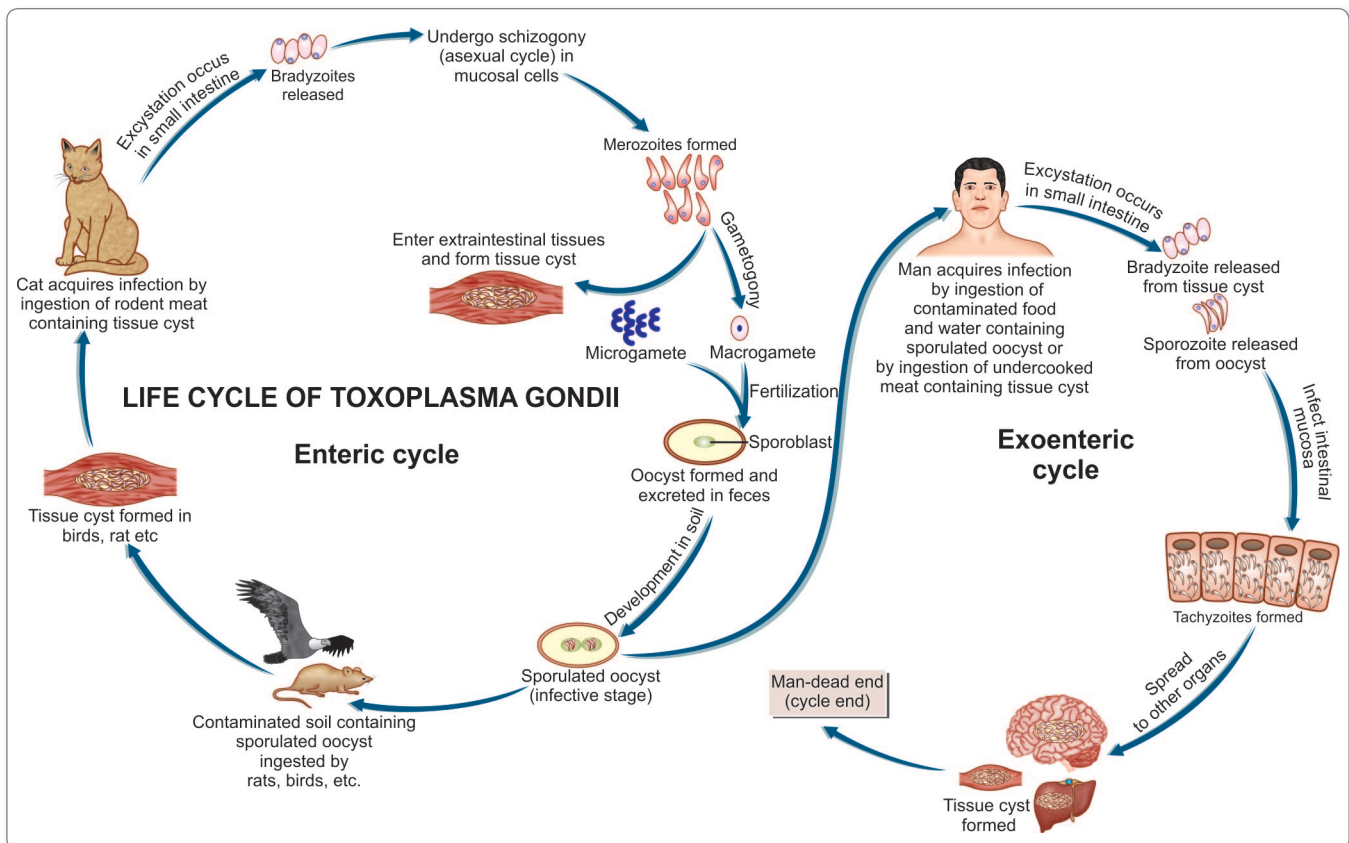 LIFE CYCLE OF TOXOPLASMA GONDII
Enteric cycle
Excystation occus
in small intestine
Bradyzoites
released
Undergo schizogony
(asexual cycle) in
mucosal cells
Merozoites formed
Enter extraintestinal tissues
and form tissue cyst
Gametogony
Microgamete
Macrogamete
Fertilization
Sporoblast
Oocyst formed and
excreted in feces
Development in soil
Sporulated oocyst
(infective stage)
Contaminated soil containing
sporulated oocyst
ingested by
rats, birds, etc.
Tissue cyst formed in
birds, rat etc
Cat acquires infection by
ingestion of rodent meat
containing tissue cyst
Exoenteric
cycle
Man acquires infection
by ingestion of
contaminated food
and water containing
sporulated oocyst or
by ingestion of undercooked
meat containing tissue cyst
Excystation occurs
in small intestine
Bradyzoite released
from tissue cyst
Sporozoite released
from oocyst
Infect intestinal
mucosa
Tachyzoites formed
Spread
to other organs
Tissue cyst
formed
Man-dead end
(cycle end)